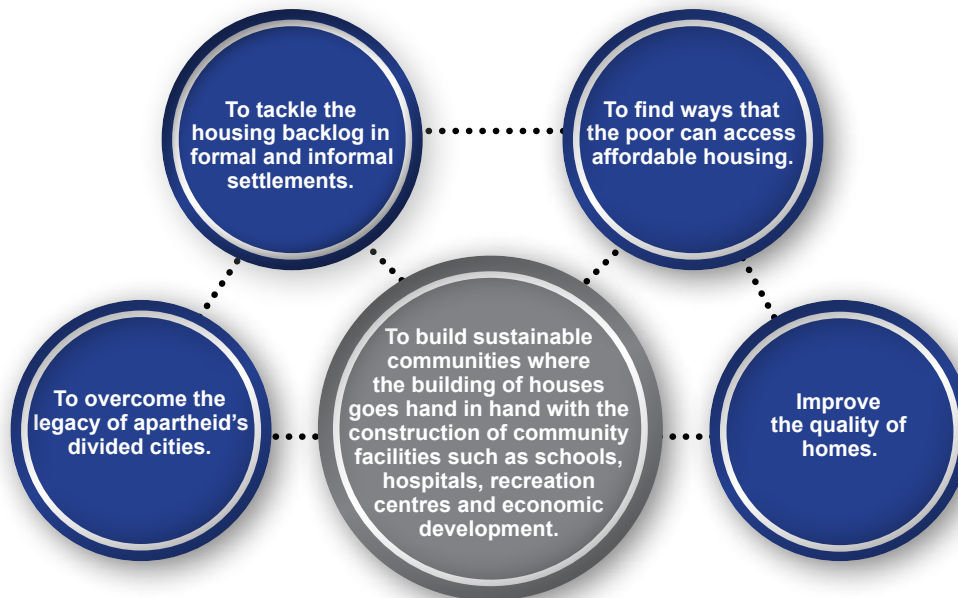 To tackle the
housing backlog in
formal and informal
settlements.
To find ways that
the poor can access
affordable housing.
To overcome the
legacy of apartheid's
divided cities.
To build sustainable
communities where
the building of houses
goes hand in hand with the
construction of community
facilities such as schools,
hospitals, recreation
centres and economic
development.
Improve
the quality of
homes.